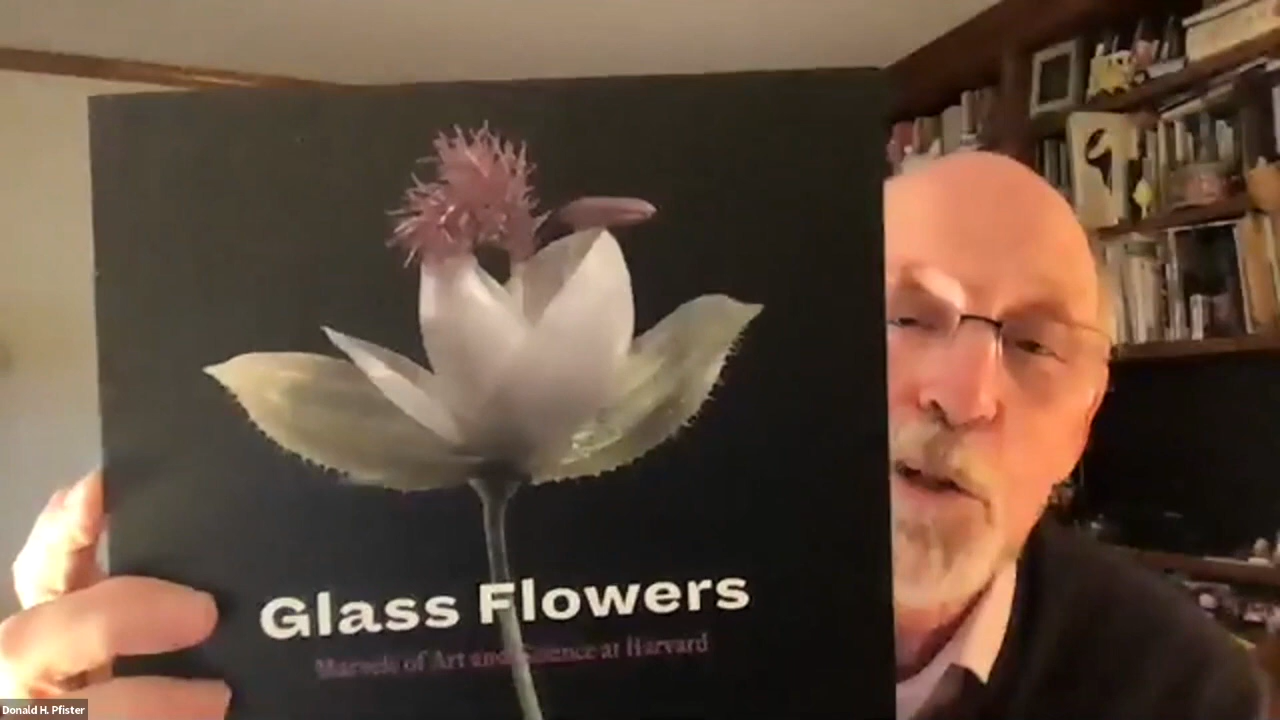 Glass Flowers
Marvels of Art and Science at Harvard
Donald H. Pfister